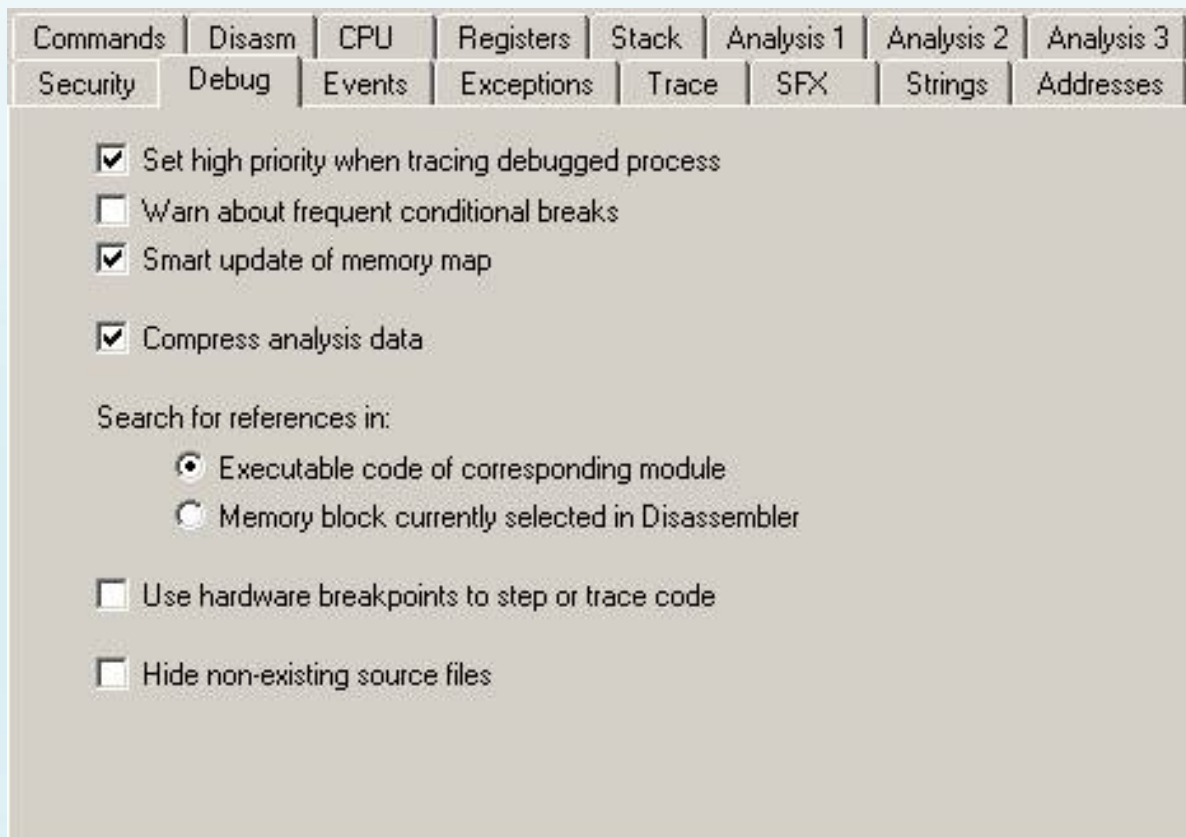 Commands Disasm CPU Registers Stack Analysis 1 Analysis 2 Analysis 3
Security Debug Events Exceptions Trace SFX Strings Addresses
Set high priority when tracing debugged process
Warn about frequent conditional breaks
Smart update of memory map
Compress analysis data
Search for references in:
Executable code of corresponding module
Memory block currently selected in Disassembler
Use hardware breakpoints to step or trace code
Hide non-existing source files